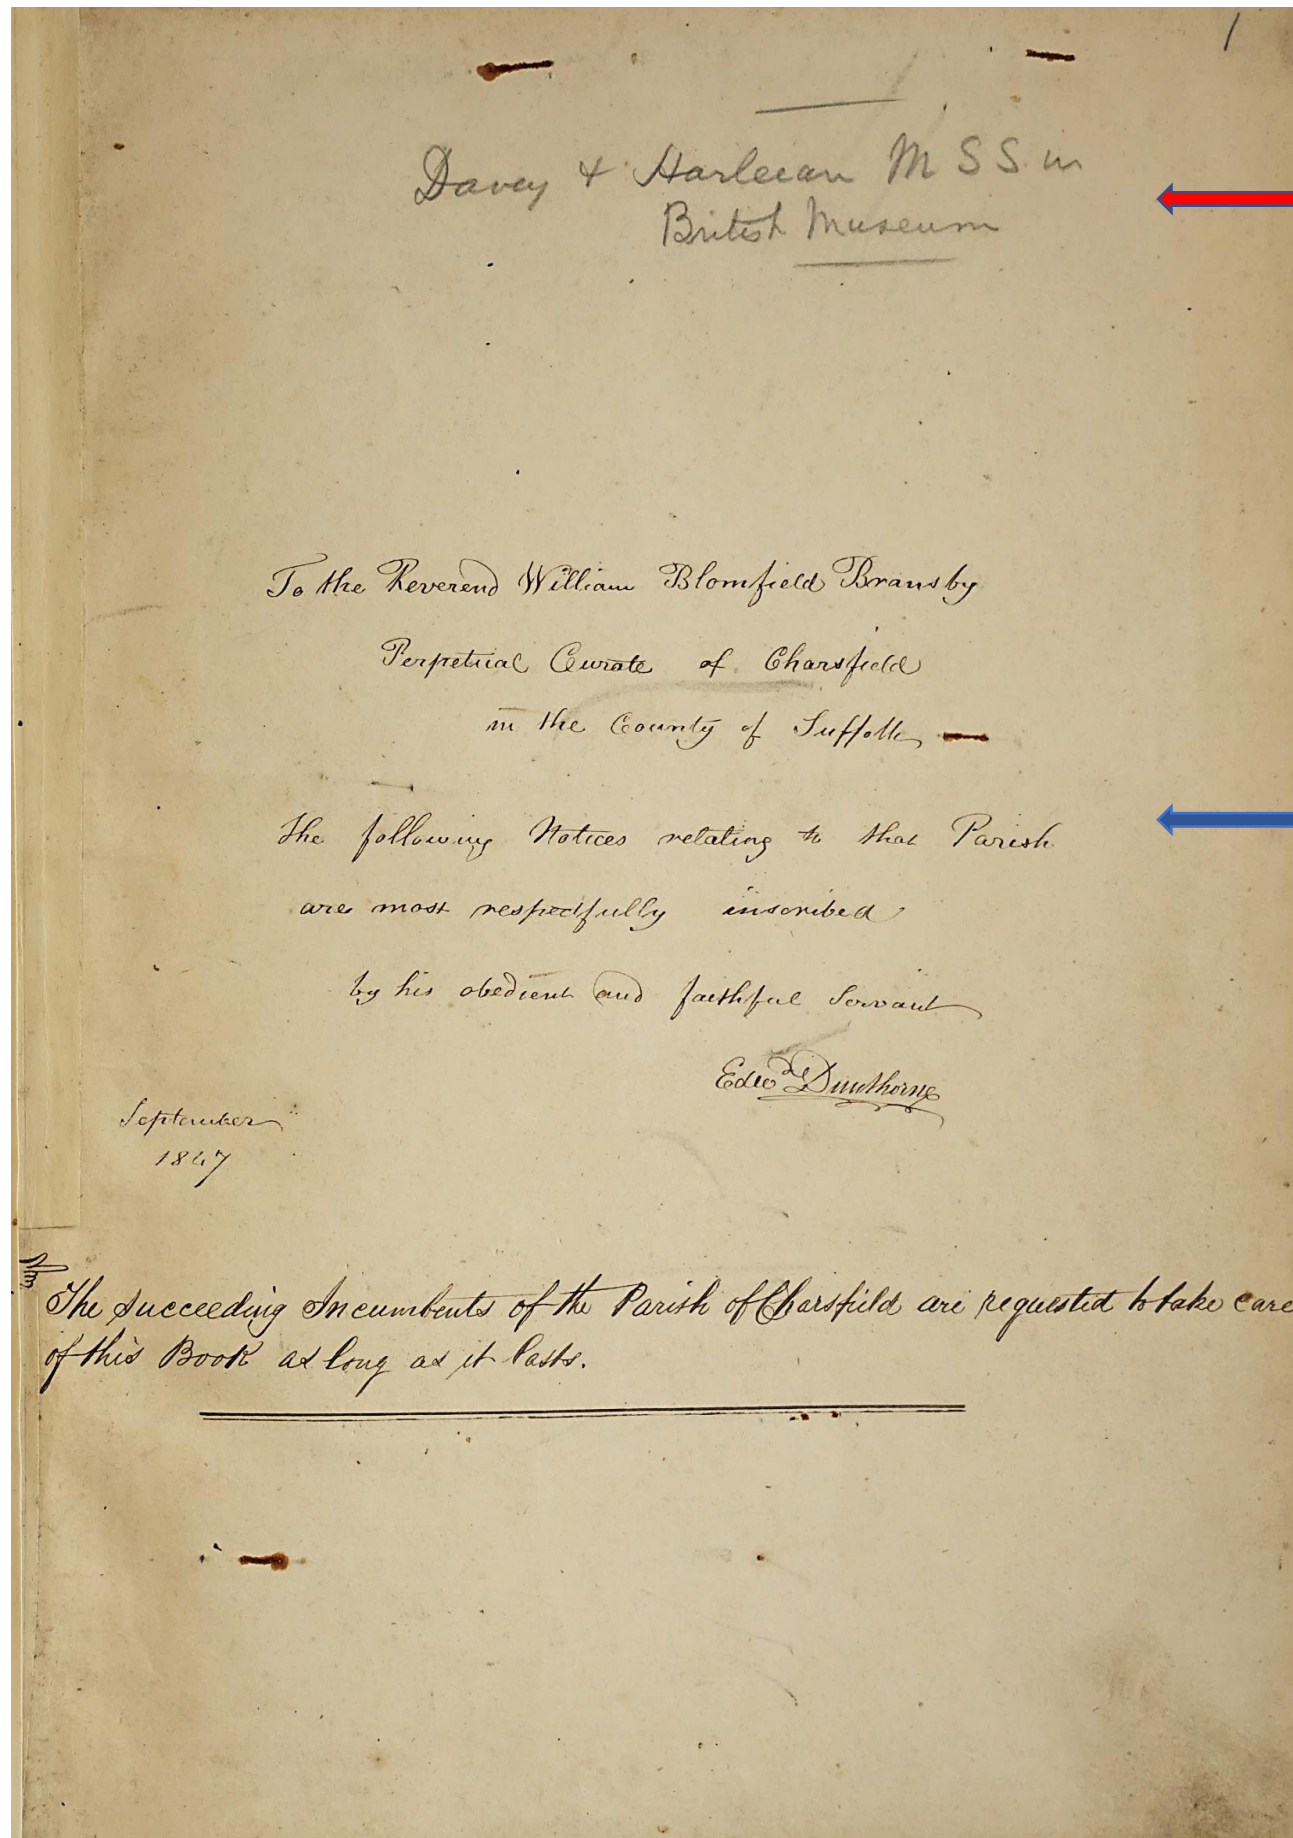 1
Davey & Harleian MSS in
British Museum
To the Reverend William Blomfield Bransby
Perpetual Curate of Charsfield
in the County of Suffolk
the following Notices relating to that Parish
are most respectfully inscribed
by his obedient and faithful Servant
Edwd Dunthorne
September
1847
The succeeding Incumbents of the Parish of Charsfield are requested to take care
of this Book as long as it lasts.